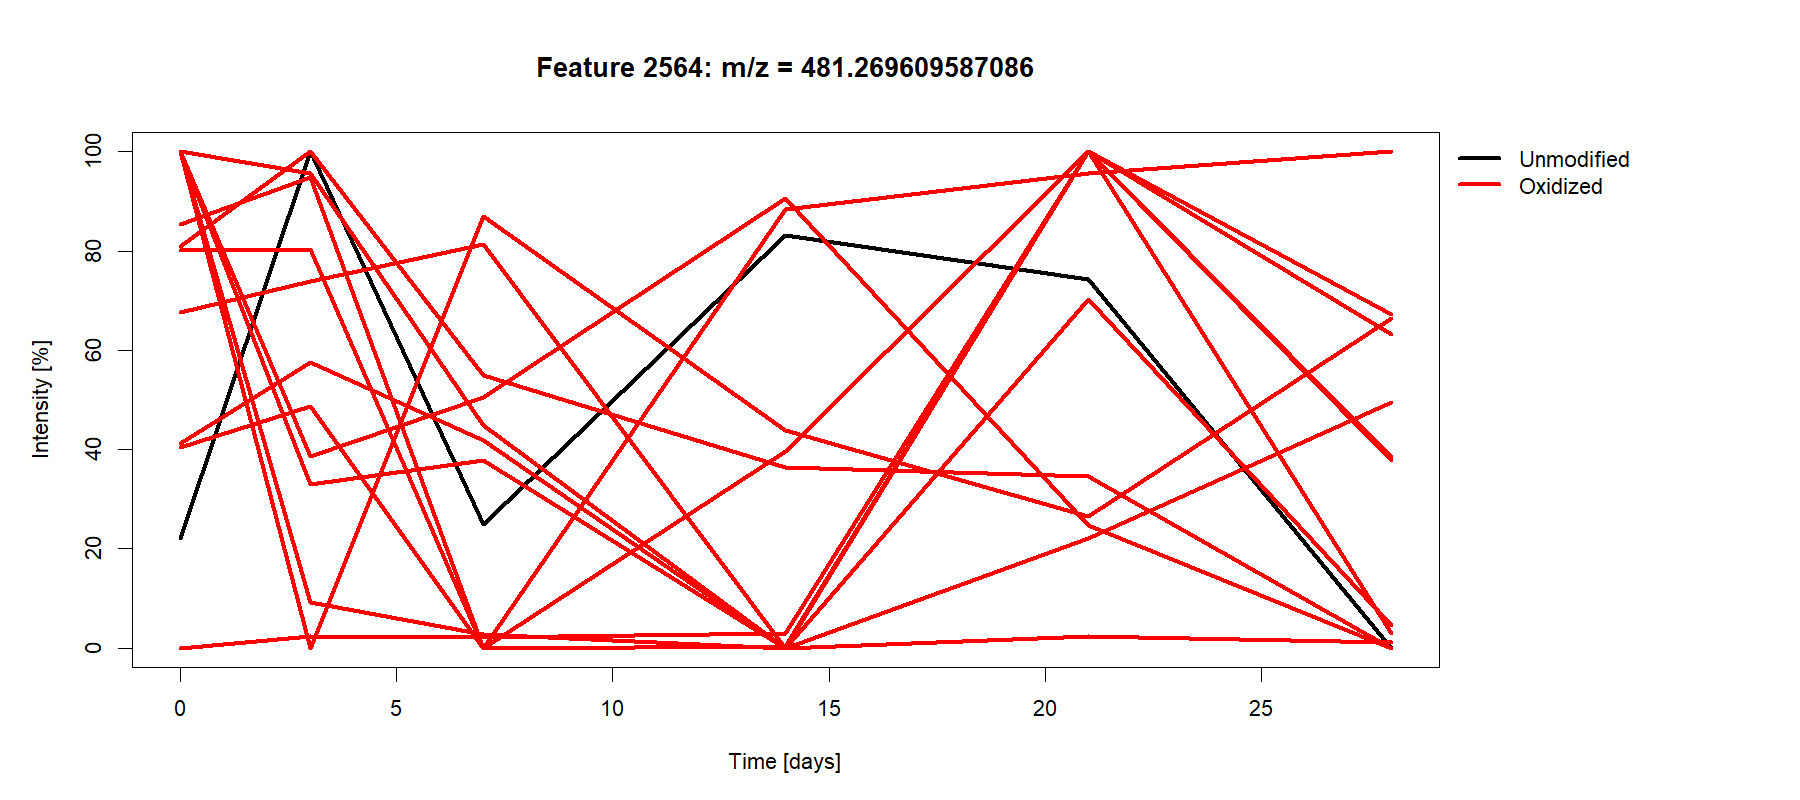 Feature 2564: m/z = 481.269609587086
Unmodified
Oxidized
Intensity [%]
100
80
60
40
20
0
0 5 10 15 20 25
Time [days]